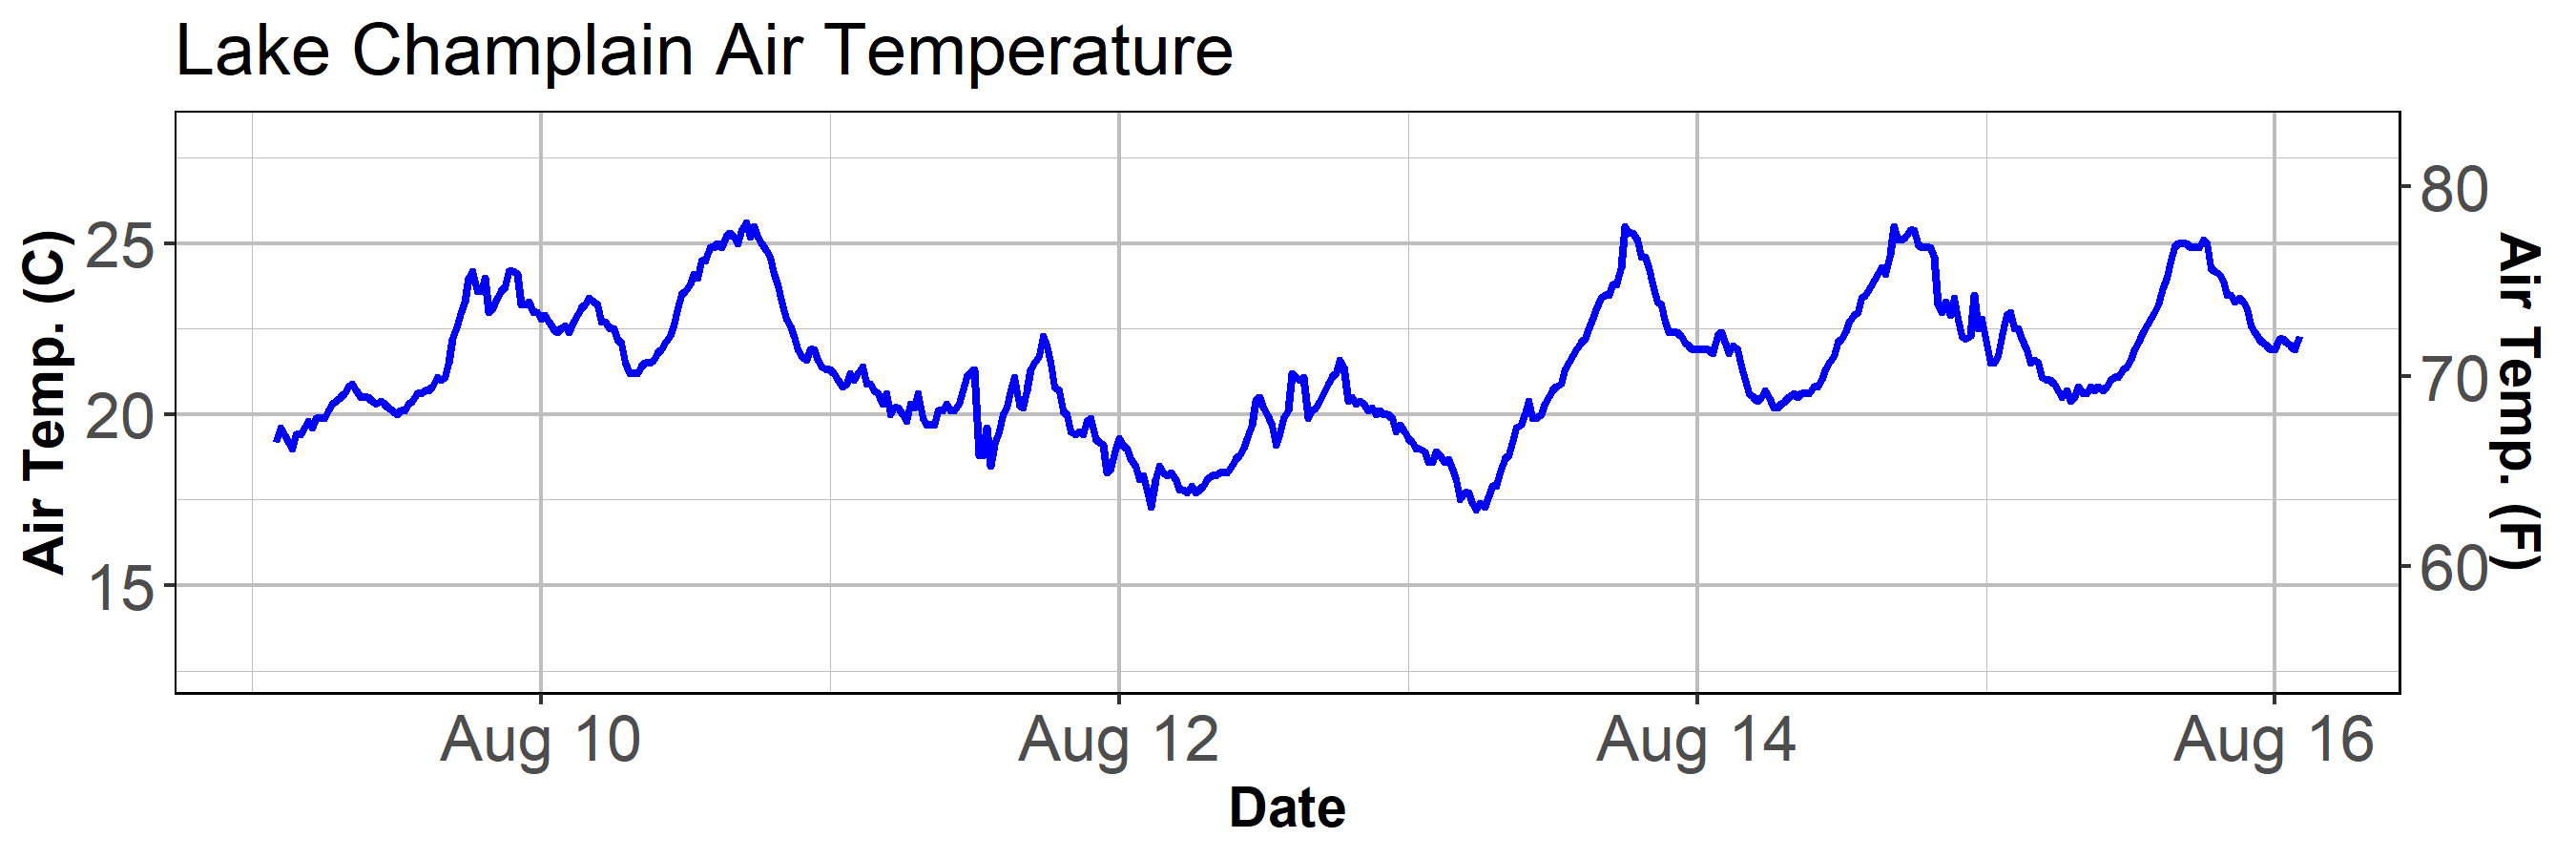 Lake Champlain Air Temperature
Air Temp. (C)
25
20
15
80
70
60
Air Temp. (F)
Aug 10 Aug 12 Aug 14 Aug 16
Date